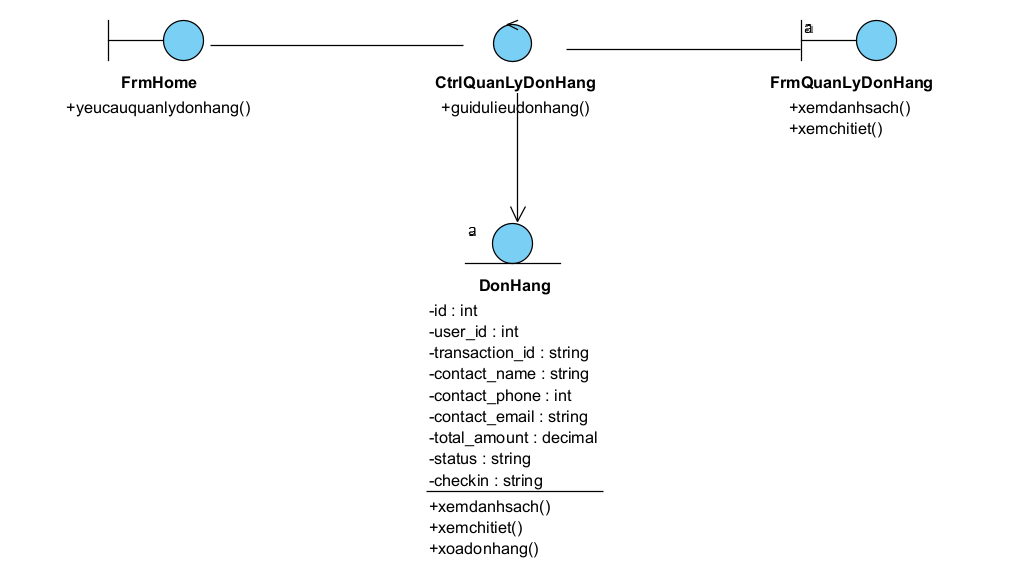 a
FrmHome
+yeucauquanlydonhang()
CtrlQuanLyDonHang
+guidulieudonhang()
FrmQuanLyDonHang
+xemdanhsach()
+xemchitiet()
a
DonHang
-id : int
-user_id : int
-transaction_id : string
-contact_name : string
-contact_phone : int
-contact_email : string
-total_amount : decimal
-status : string
-checkin : string
+xemdanhsach()
+xemchitiet()
+xoadonhang()